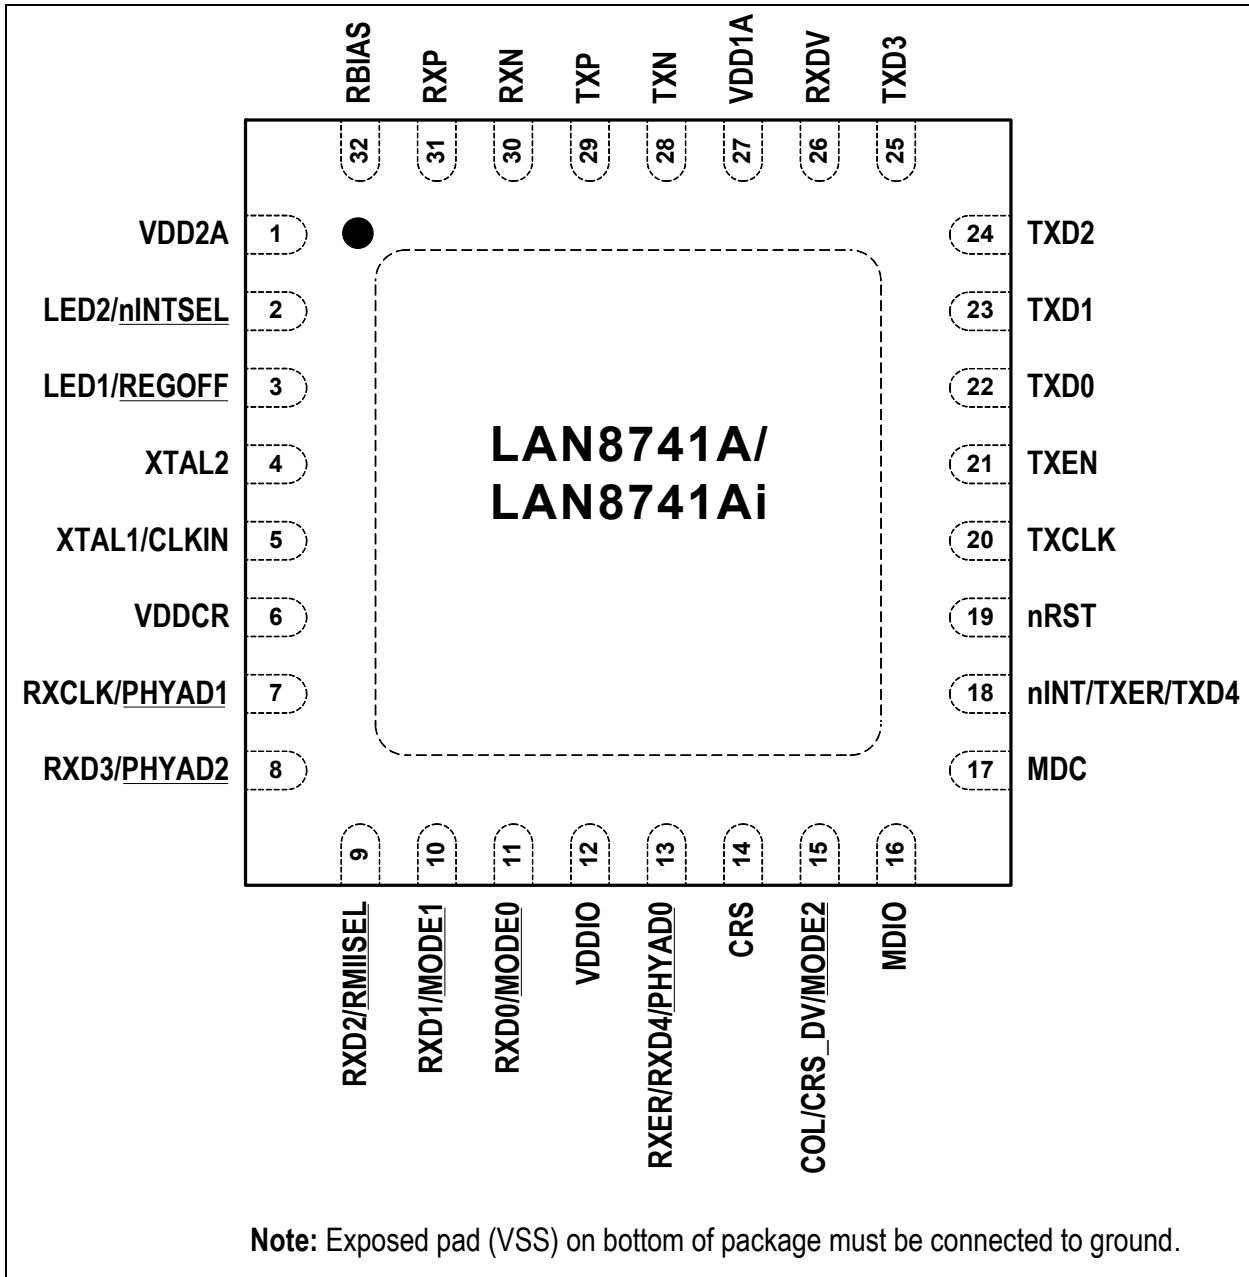 RBIAS
RXP
RXN
TXP
TXN
VDD1A
RXDV
TXD3
32
31
30
29
28
27
26
25
VDD2A 1
LED2/nINTSEL 2
LED1/REGOFF 3
XTAL2 4
XTAL1/CLKIN 5
VDDCR 6
RXCLK/PHYAD1 7
RXD3/PHYAD2 8
LAN8741A/
LAN8741Ai
24 TXD2
23 TXD1
22 TXD0
21 TXEN
20 TXCLK
19 nRST
18 nINT/TXER/TXD4
17 MDC
9
10
11
12
13
14
15
16
RXD2/RMIISEL
RXD1/MODE1
RXD0/MODE0
VDDIO
RXER/RXD4/PHYAD0
CRS
COL/CRS_DV/MODE2
MDIO
Note: Exposed pad (VSS) on bottom of package must be connected to ground.